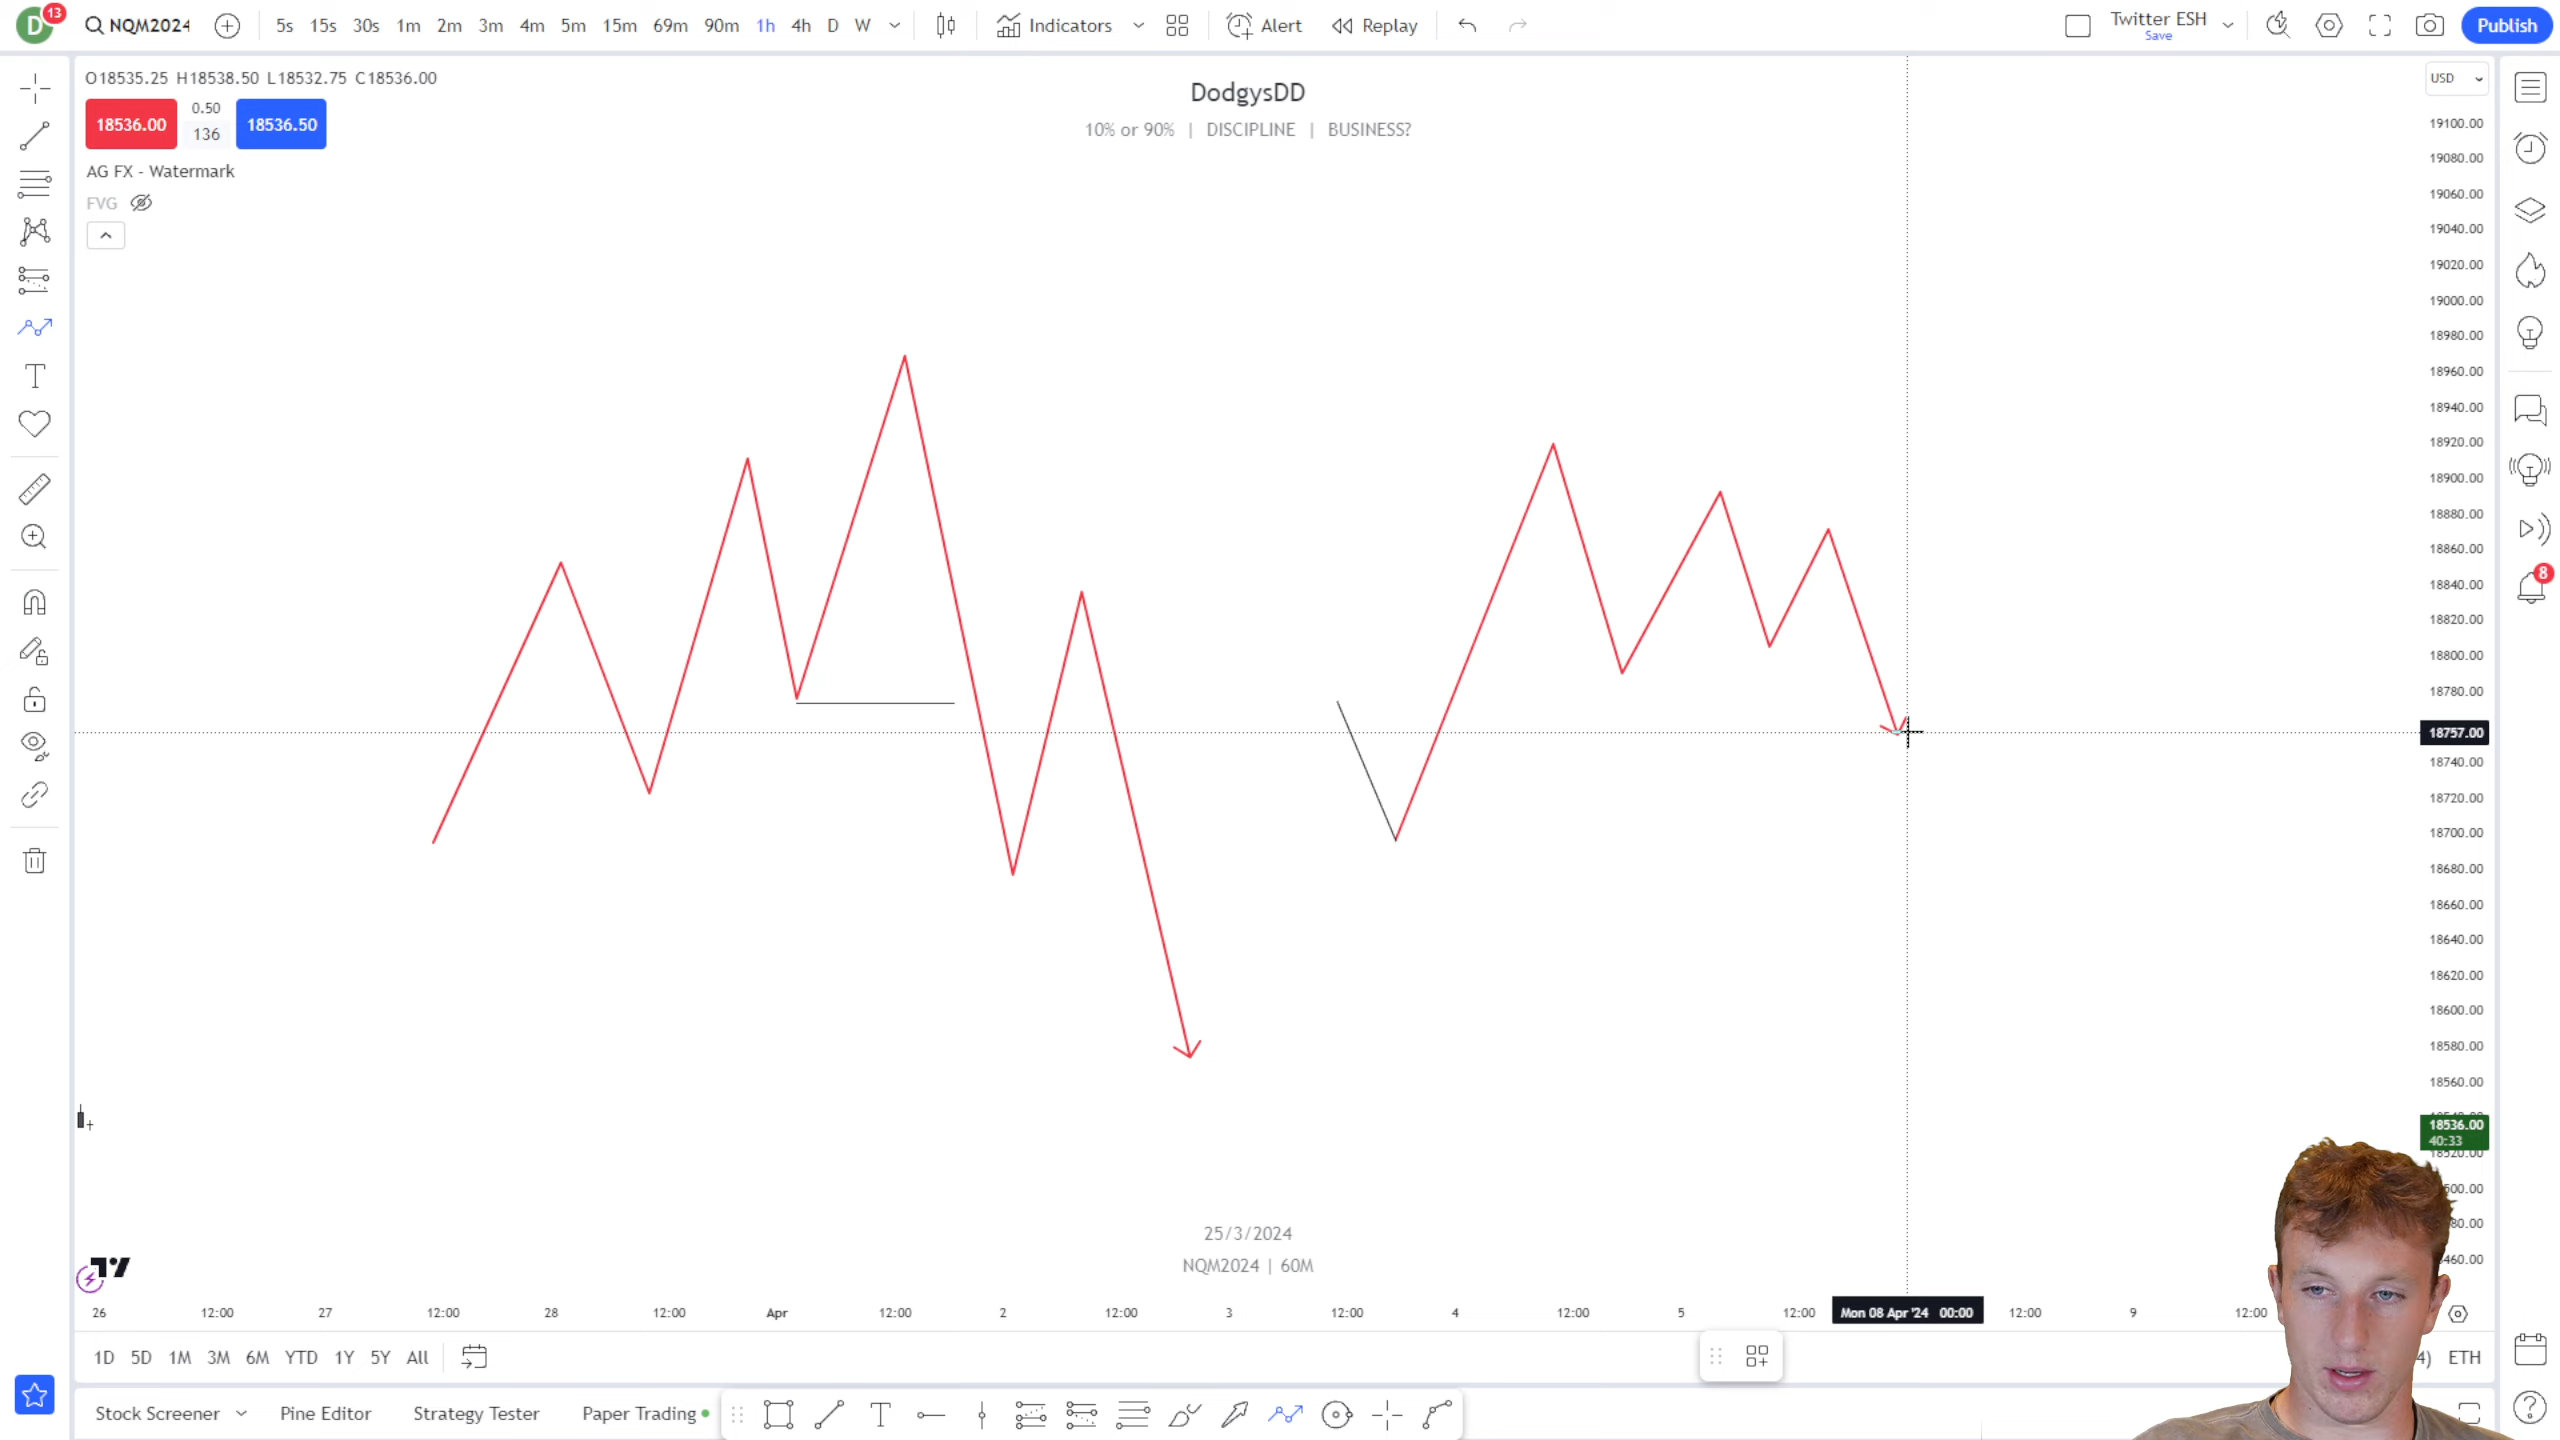 D 13 NQM2024 5s 15s 30s 1m 2m 3m 4m 5m 15m 69m 90m 1h 4h D W Indicators Alert Replay Twitter ESH Save Publish
O18535.25 H18538.50 L18532.75 C18536.00
18536.00 0.50 136 18536.50
AG FX - Watermark
FVG
DodgysDD
10% or 90% | DISCIPLINE | BUSINESS?
USD
19100.00
19080.00
19060.00
19040.00
19020.00
19000.00
18980.00
18960.00
18940.00
18920.00
18900.00
18880.00
18860.00
18840.00
18820.00
18800.00
18780.00
18757.00
18740.00
18720.00
18700.00
18680.00
18660.00
18640.00
18620.00
18600.00
18580.00
18560.00
18536.00
40:33
8
25/3/2024
NQM2024 | 60M
26 12:00 27 12:00 28 12:00 Apr 12:00 2 12:00 3 12:00 4 12:00 5 12:00 Mon 08 Apr '24 00:00 12:00 9 12:00
1D 5D 1M 3M 6M YTD 1Y 5Y All ETH
Stock Screener Pine Editor Strategy Tester Paper Trading